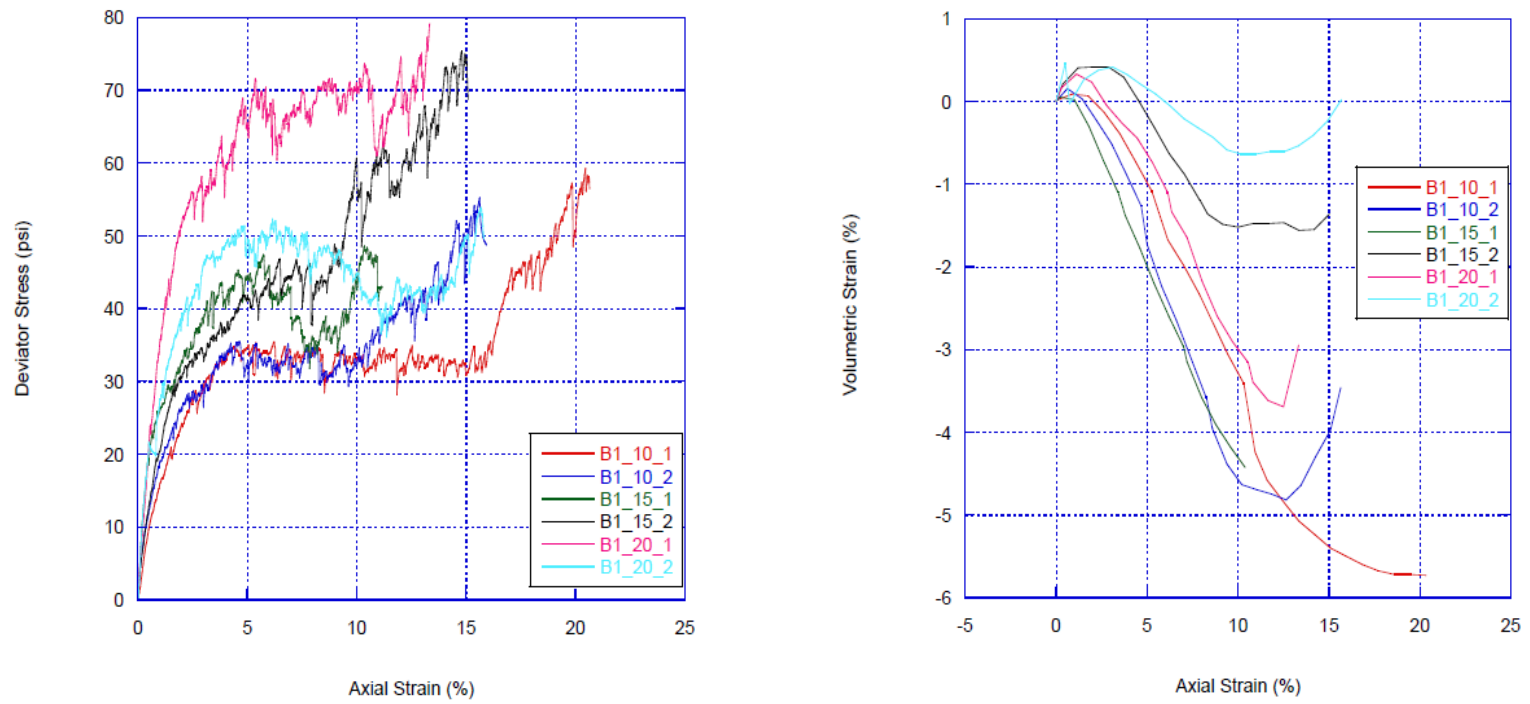 80
70
60
50
40
30
20
10
0
Deviator Stress (psi)
0 5 10 15 20 25
Axial Strain (%)
B1_10_1
B1_10_2
B1_15_1
B1_15_2
B1_20_1
B1_20_2
1
0
-1
-2
-3
-4
-5
-6
Volumetric Strain (%)
-5 0 5 10 15 20 25
Axial Strain (%)
B1_10_1
B1_10_2
B1_15_1
B1_15_2
B1_20_1
B1_20_2